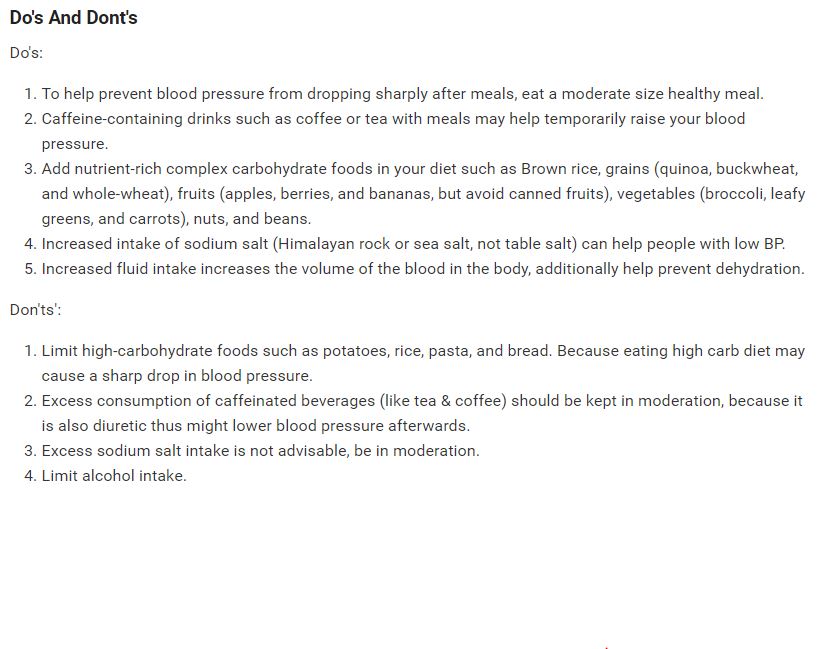 Do's And Dont's
Do's:
1. To help prevent blood pressure from dropping sharply after meals, eat a moderate size healthy meal.
2. Caffeine-containing drinks such as coffee or tea with meals may help temporarily raise your blood
pressure.
3. Add nutrient-rich complex carbohydrate foods in your diet such as Brown rice, grains (quinoa, buckwheat,
and whole-wheat), fruits (apples, berries, and bananas, but avoid canned fruits), vegetables (broccoli, leafy
greens, and carrots), nuts, and beans.
4. Increased intake of sodium salt (Himalayan rock or sea salt, not table salt) can help people with low BP.
5. Increased fluid intake increases the volume of the blood in the body, additionally help prevent dehydration.
Don'ts':
1. Limit high-carbohydrate foods such as potatoes, rice, pasta, and bread. Because eating high carb diet may
cause a sharp drop in blood pressure.
2. Excess consumption of caffeinated beverages (like tea & coffee) should be kept in moderation, because it
is also diuretic thus might lower blood pressure afterwards.
3. Excess sodium salt intake is not advisable, be in moderation.
4. Limit alcohol intake.